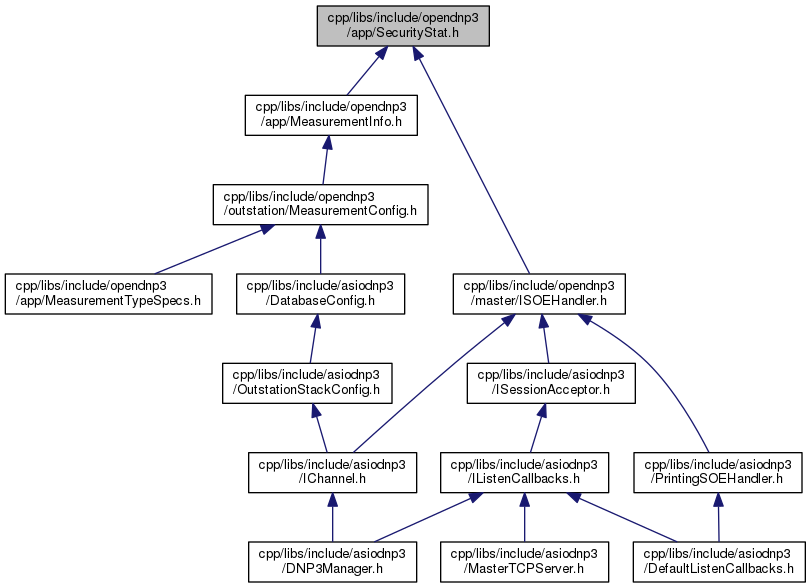 cpp/libs/include/opendnp3
/app/SecurityStat.h
cpp/libs/include/opendnp3
/app/MeasurementInfo.h
cpp/libs/include/opendnp3
/outstation/MeasurementConfig.h
cpp/libs/include/opendnp3
/app/MeasurementTypeSpecs.h
cpp/libs/include/asiodnp3
/DatabaseConfig.h
cpp/libs/include/opendnp3
/master/ISOEHandler.h
cpp/libs/include/asiodnp3
/OutstationStackConfig.h
cpp/libs/include/asiodnp3
/ISessionAcceptor.h
cpp/libs/include/asiodnp3
/IChannel.h
cpp/libs/include/asiodnp3
/IListenCallbacks.h
cpp/libs/include/asiodnp3
/PrintingSOEHandler.h
cpp/libs/include/asiodnp3
/DNP3Manager.h
cpp/libs/include/asiodnp3
/MasterTCPServer.h
cpp/libs/include/asiodnp3
/DefaultListenCallbacks.h